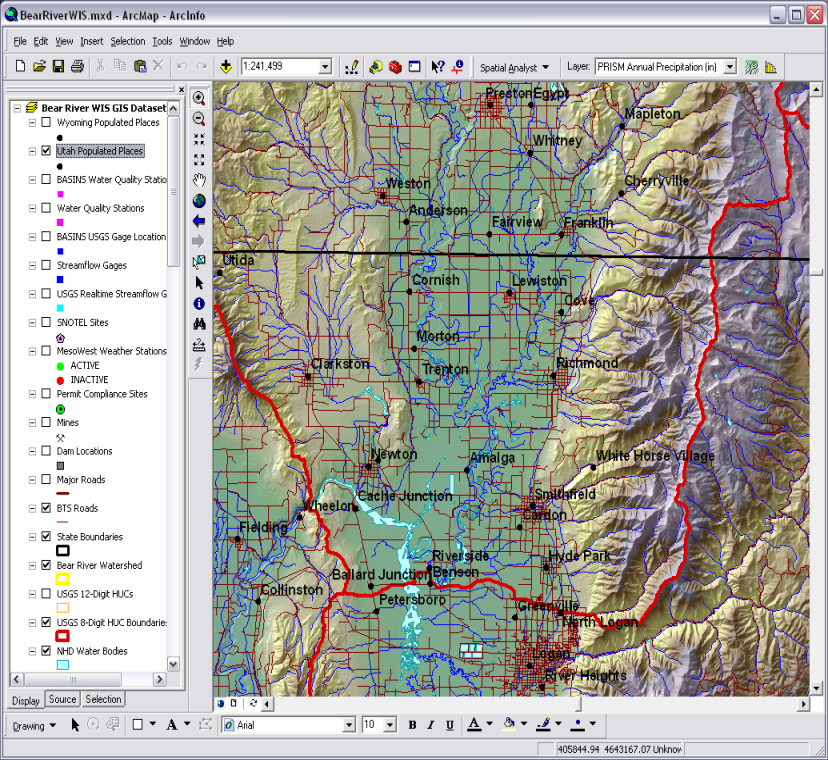 BearRiverWIS.mxd - ArcMap - ArcInfo
File Edit View Insert Selection Tools Window Help
1:241,499 Spatial Analyst Layer: PRISM Annual Precipitation (in)
Bear River WIS GIS Dataset
Wyoming Populated Places
Utah Populated Places
BASINS Water Quality Statio
Water Quality Stations
BASINS USGS Gage Location
Streamflow Gages
USGS Realtime Streamflow G
SNOTEL Sites
MesoWest Weather Stations
ACTIVE
INACTIVE
Permit Compliance Sites
Mines
Dam Locations
Major Roads
BTS Roads
State Boundaries
Bear River Watershed
USGS 12-Digit HUCs
USGS 8-Digit HUC Boundaries
NHD Water Bodies
Display Source Selection
Preston Egypt
Mapleton
Whitney
Weston
Cherryville
Anderson
Fairview Franklin
Utida
Cornish Lewiston
Cove
Morton
Clarkston
Trenton
Richmond
Newton
Amalga
White Horse Village
Cache Junction
Smithfield
Wheelon
Cardon
Fielding
Riverside
Hyde Park
Ballard Junction Benson
Collinston
Petersboro
Greenville
North Logan
Logan
River Heights
Drawing A Arial 10 B I U A
405844.94 4643167.07 Unknow